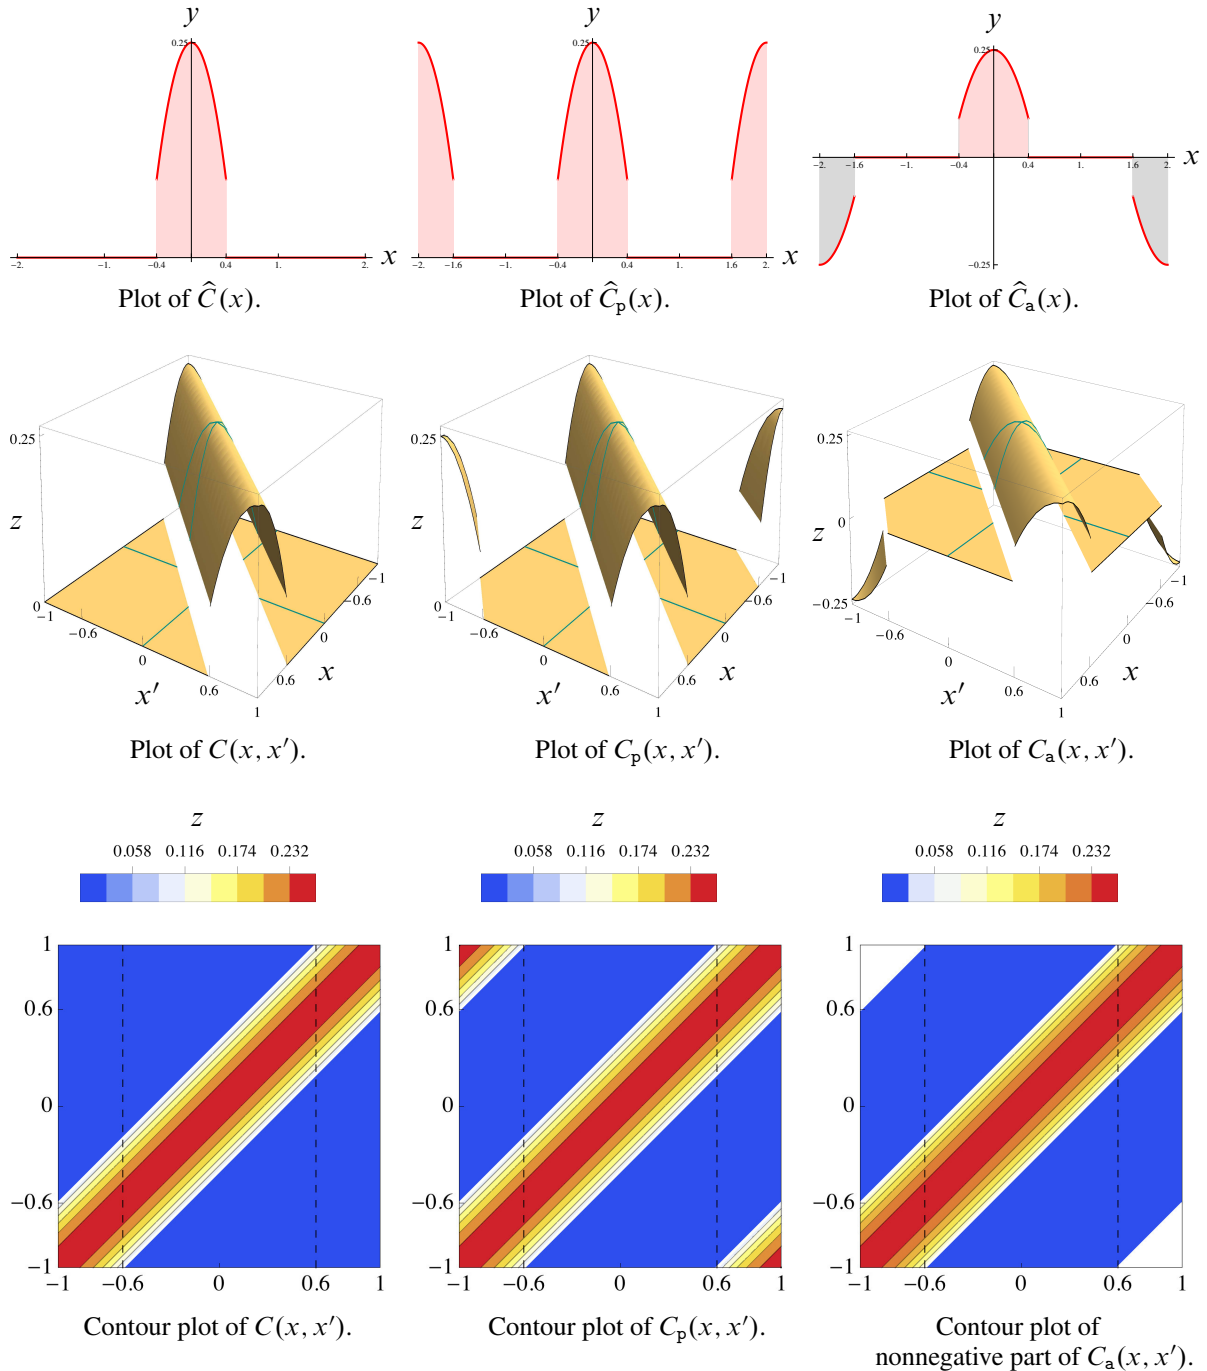 y
0.25
-2.
-1.
-0.4
0.4
1.
2.
x
Plot of Ĉ(x).
y
0.25
-2.
-1.6
-0.4
0.4
1.6
2.
x
Plot of Ĉₚ(x).
y
0.25
-2.
-1.6
-1.
-0.4
0.4
1.
1.6
2.
x
-0.25
Plot of Ĉₐ(x).
0.25
z
0
−1
−0.6
0
0.6
1
x′
−1
−0.6
0
0.6
x
Plot of C(x, x′).
0.25
z
0
−1
−0.6
0
0.6
1
x′
−1
−0.6
0
0.6
x
Plot of Cₚ(x, x′).
0.25
z
0
−0.25
−1
−0.6
0
0.6
1
x′
−1
−0.6
0
0.6
x
Plot of Cₐ(x, x′).
z
0.058 0.116 0.174 0.232
1
0.6
0
−0.6
−1
−1 −0.6 0 0.6 1
Contour plot of C(x, x′).
z
0.058 0.116 0.174 0.232
1
0.6
0
−0.6
−1
−1 −0.6 0 0.6 1
Contour plot of Cₚ(x, x′).
z
0.058 0.116 0.174 0.232
1
0.6
0
−0.6
−1
−1 −0.6 0 0.6 1
Contour plot of
nonnegative part of Cₐ(x, x′).